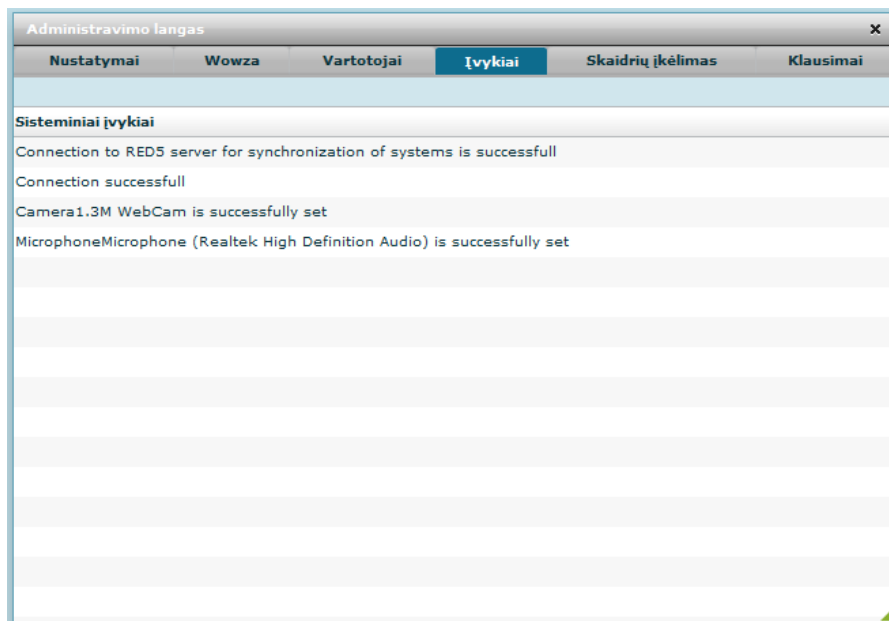 Administravimo langas
Nustatymai Wowza Vartotojai Įvykiai Skaidrių įkėlimas Klausimai
Sisteminiai įvykiai
Connection to RED5 server for synchronization of systems is successfull
Connection successfull
Camera1.3M WebCam is successfully set
MicrophoneMicrophone (Realtek High Definition Audio) is successfully set